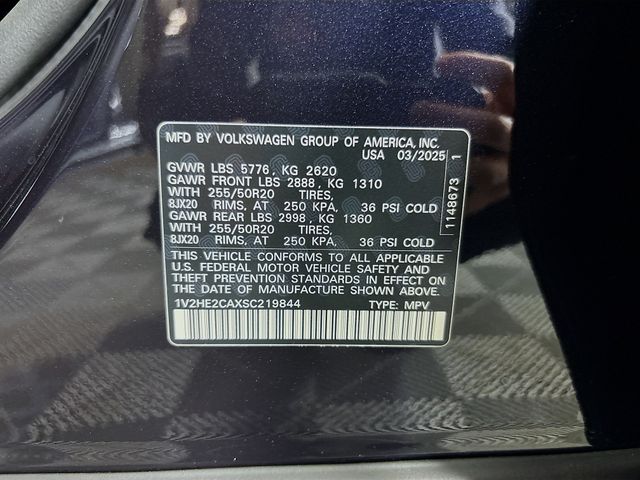 MFD BY VOLKSWAGEN GROUP OF AMERICA, INC.
USA 03/2025
GVWR LBS 5776, KG 2620
GAWR FRONT LBS 2888, KG 1310
WITH 255/50R20 TIRES,
8JX20 RIMS, AT 250 KPA, 36 PSI COLD
GAWR REAR LBS 2998, KG 1360
WITH 255/50R20 TIRES,
8JX20 RIMS, AT 250 KPA, 36 PSI COLD
THIS VEHICLE CONFORMS TO ALL APPLICABLE
U.S. FEDERAL MOTOR VEHICLE SAFETY AND
THEFT PREVENTION STANDARDS IN EFFECT ON
THE DATE OF MANUFACTURE SHOWN ABOVE.
1V2HE2CAXSC219844 TYPE: MPV
1148673 1